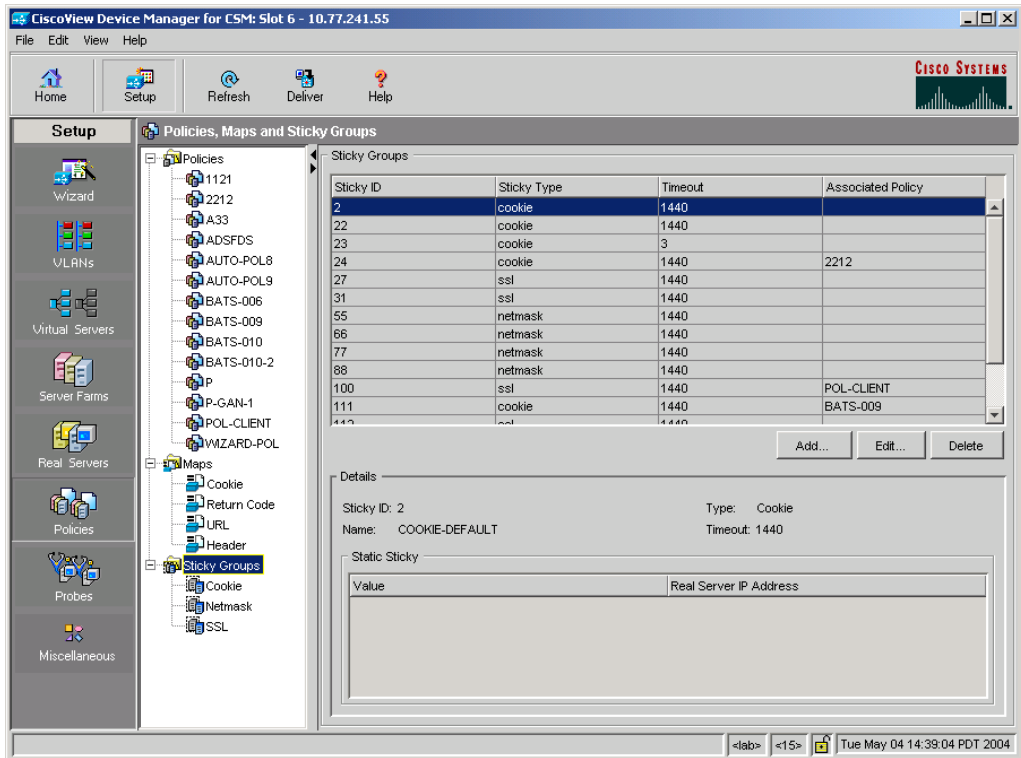 CiscoView Device Manager for CSM: Slot 6 - 10.77.241.55
File Edit View Help
Home Setup Refresh Deliver Help
CISCO SYSTEMS
Setup
Wizard
VLANs
Virtual Servers
Server Farms
Real Servers
Policies
Probes
Miscellaneous
Policies, Maps and Sticky Groups
Policies
1121
2212
A33
ADSFDS
AUTO-POL8
AUTO-POL9
BATS-006
BATS-009
BATS-010
BATS-010-2
P
P-GAN-1
POL-CLIENT
WIZARD-POL
Maps
Cookie
Return Code
URL
Header
Sticky Groups
Cookie
Netmask
SSL
Sticky Groups
Sticky ID Sticky Type Timeout Associated Policy
2 cookie 1440
22 cookie 1440
23 cookie 3
24 cookie 1440 2212
27 ssl 1440
31 ssl 1440
55 netmask 1440
66 netmask 1440
77 netmask 1440
88 netmask 1440
100 ssl 1440 POL-CLIENT
111 cookie 1440 BATS-009
ssl 1440
Add... Edit... Delete
Details
Sticky ID: 2 Type: Cookie
Name: COOKIE-DEFAULT Timeout: 1440
Static Sticky
Value Real Server IP Address
<lab> <15> Tue May 04 14:39:04 PDT 2004